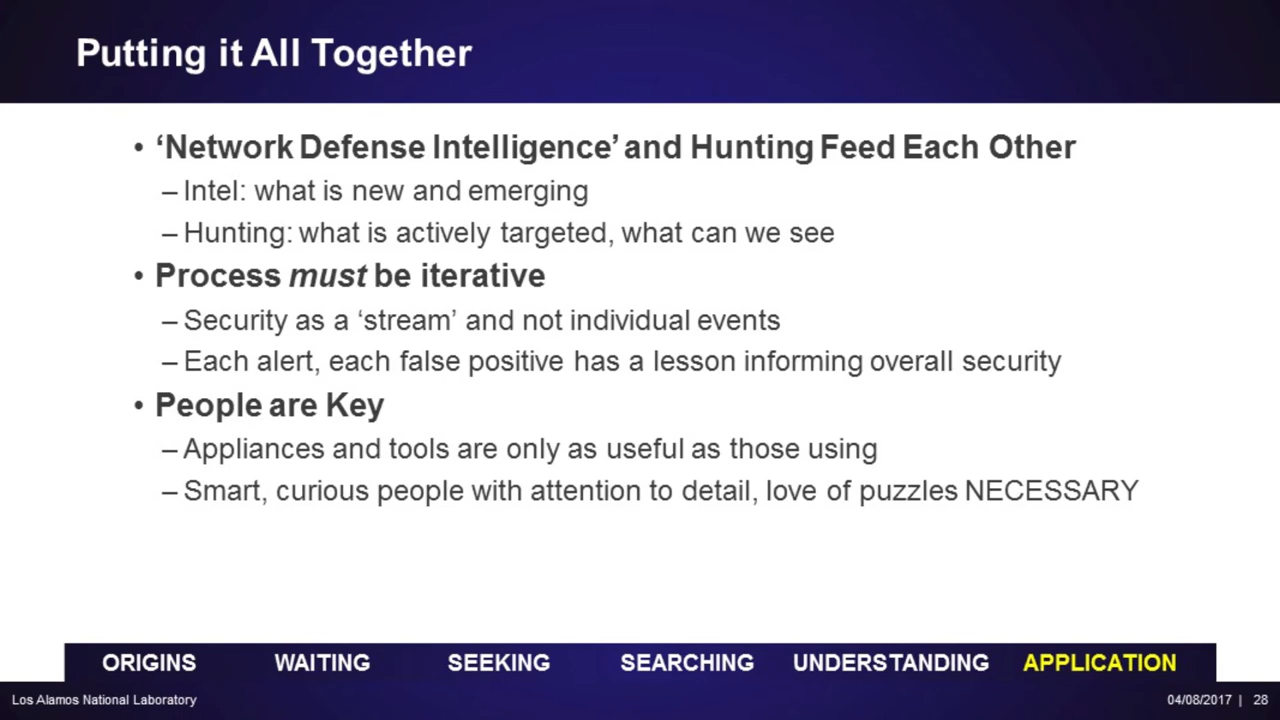 Putting it All Together
• ‘Network Defense Intelligence’ and Hunting Feed Each Other
– Intel: what is new and emerging
– Hunting: what is actively targeted, what can we see
• Process must be iterative
– Security as a ‘stream’ and not individual events
– Each alert, each false positive has a lesson informing overall security
• People are Key
– Appliances and tools are only as useful as those using
– Smart, curious people with attention to detail, love of puzzles NECESSARY
ORIGINS WAITING SEEKING SEARCHING UNDERSTANDING APPLICATION
Los Alamos National Laboratory 04/08/2017 | 28